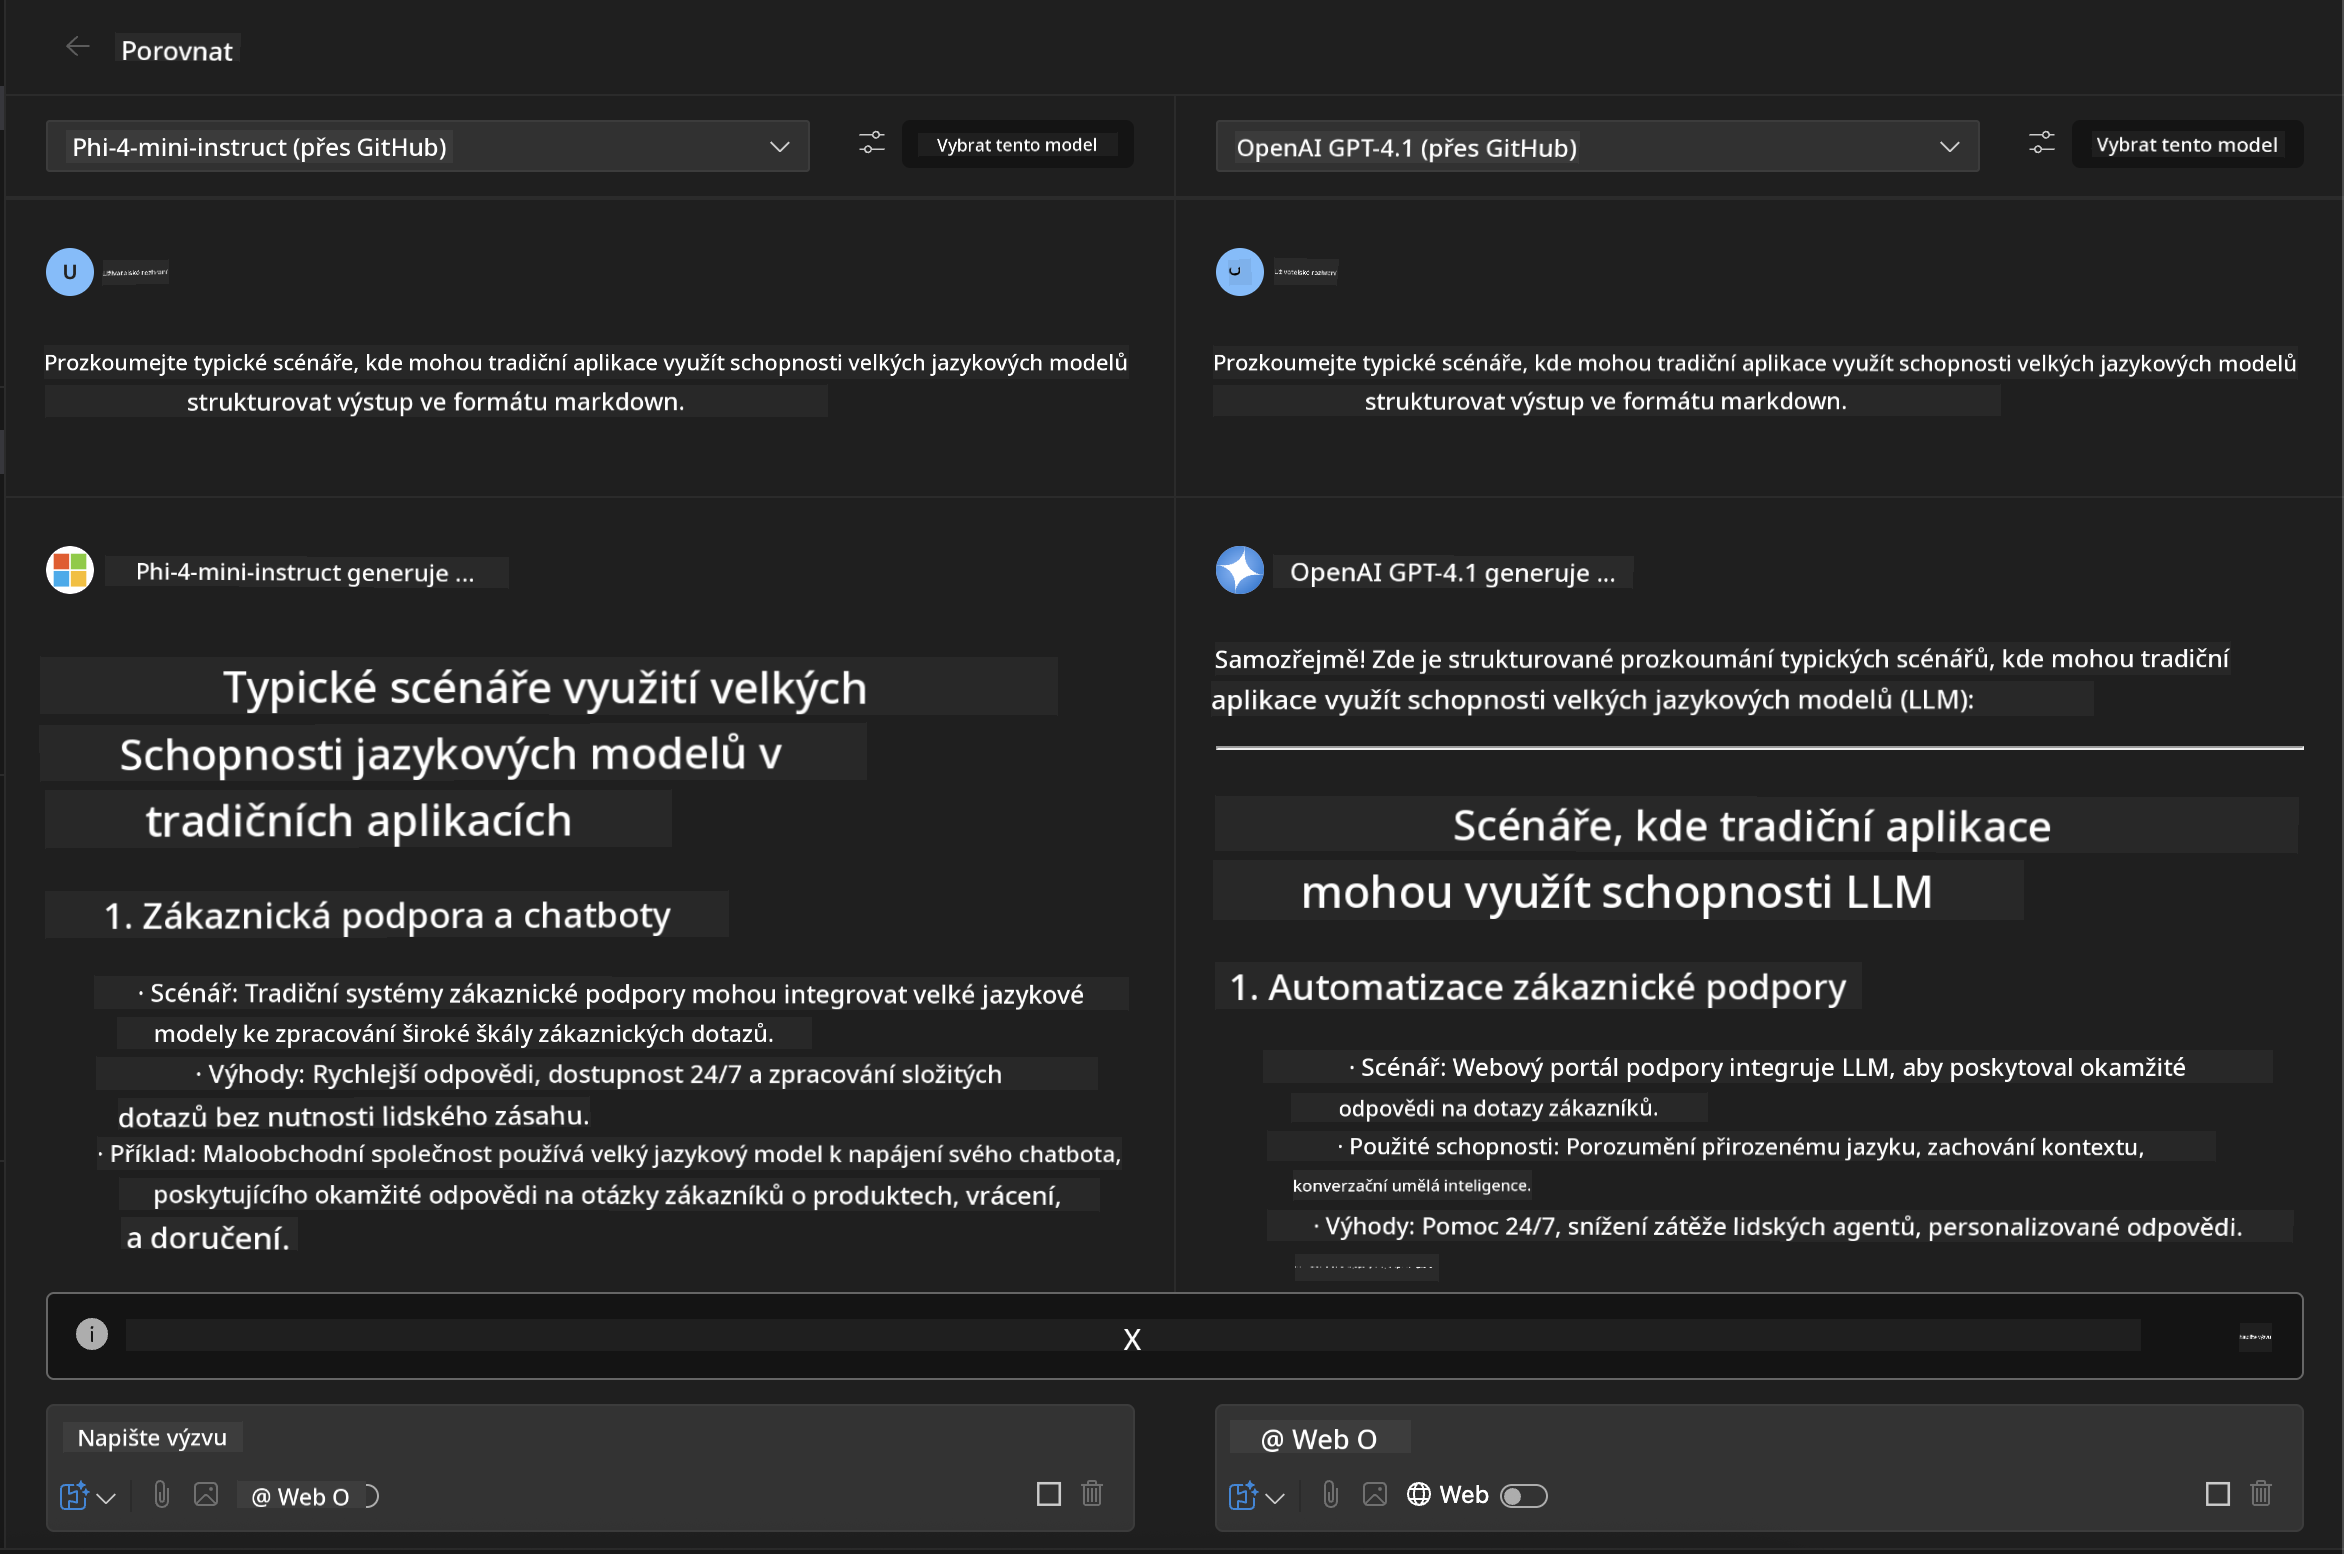 Porovnat
Phi-4-mini-instruct (přes GitHub)
Vybrat tento model
OpenAI GPT-4.1 (přes GitHub)
Vybrat tento model
U
Uživatelské rozhraní
Prozkoumejte typické scénáře, kde mohou tradiční aplikace využít schopnosti velkých jazykových modelů
strukturovat výstup ve formátu markdown.
Phi-4-mini-instruct generuje ...
Typické scénáře využití velkých
Schopnosti jazykových modelů v
tradičních aplikacích
1. Zákaznická podpora a chatboty
· Scénář: Tradiční systémy zákaznické podpory mohou integrovat velké jazykové
modely ke zpracování široké škály zákaznických dotazů.
· Výhody: Rychlejší odpovědi, dostupnost 24/7 a zpracování složitých
dotazů bez nutnosti lidského zásahu.
· Příklad: Maloobchodní společnost používá velký jazykový model k napájení svého chatbota,
poskytujícího okamžité odpovědi na otázky zákazníků o produktech, vrácení,
a doručení.
U
Uživatelské rozhraní
Prozkoumejte typické scénáře, kde mohou tradiční aplikace využít schopnosti velkých jazykových modelů
strukturovat výstup ve formátu markdown.
OpenAI GPT-4.1 generuje ...
Samozřejmě! Zde je strukturované prozkoumání typických scénářů, kde mohou tradiční
aplikace využít schopnosti velkých jazykových modelů (LLM):
Scénáře, kde tradiční aplikace
mohou využít schopnosti LLM
1. Automatizace zákaznické podpory
· Scénář: Webový portál podpory integruje LLM, aby poskytoval okamžité
odpovědi na dotazy zákazníků.
· Použité schopnosti: Porozumění přirozenému jazyku, zachování kontextu,
konverzační umělá inteligence.
· Výhody: Pomoc 24/7, snížení zátěže lidských agentů, personalizované odpovědi.
X
Napište výzvu
@ Web O
@ Web O
Web